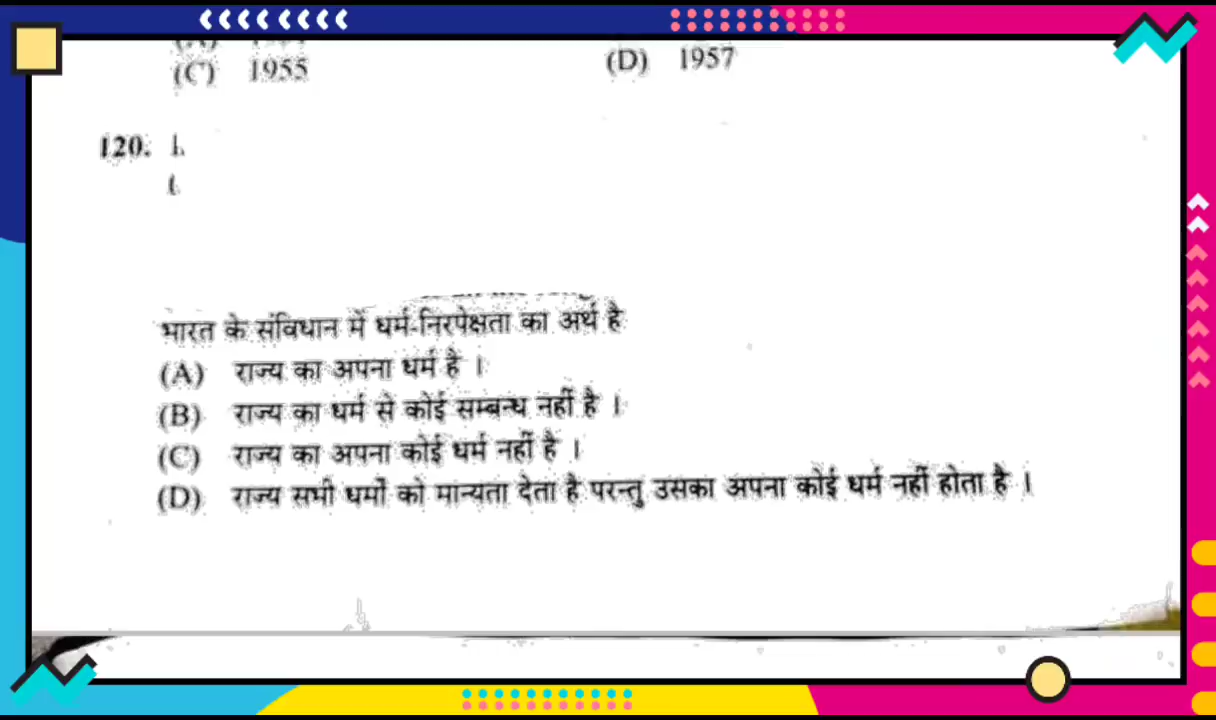 (C) 1955 (D) 1957
120.
भारत के संविधान में धर्म-निरपेक्षता का अर्थ है
(A) राज्य का अपना धर्म है ।
(B) राज्य का धर्म से कोई सम्बन्ध नहीं है ।
(C) राज्य का अपना कोई धर्म नहीं है ।
(D) राज्य सभी धर्मों को मान्यता देता है परन्तु उसका अपना कोई धर्म नहीं होता है ।